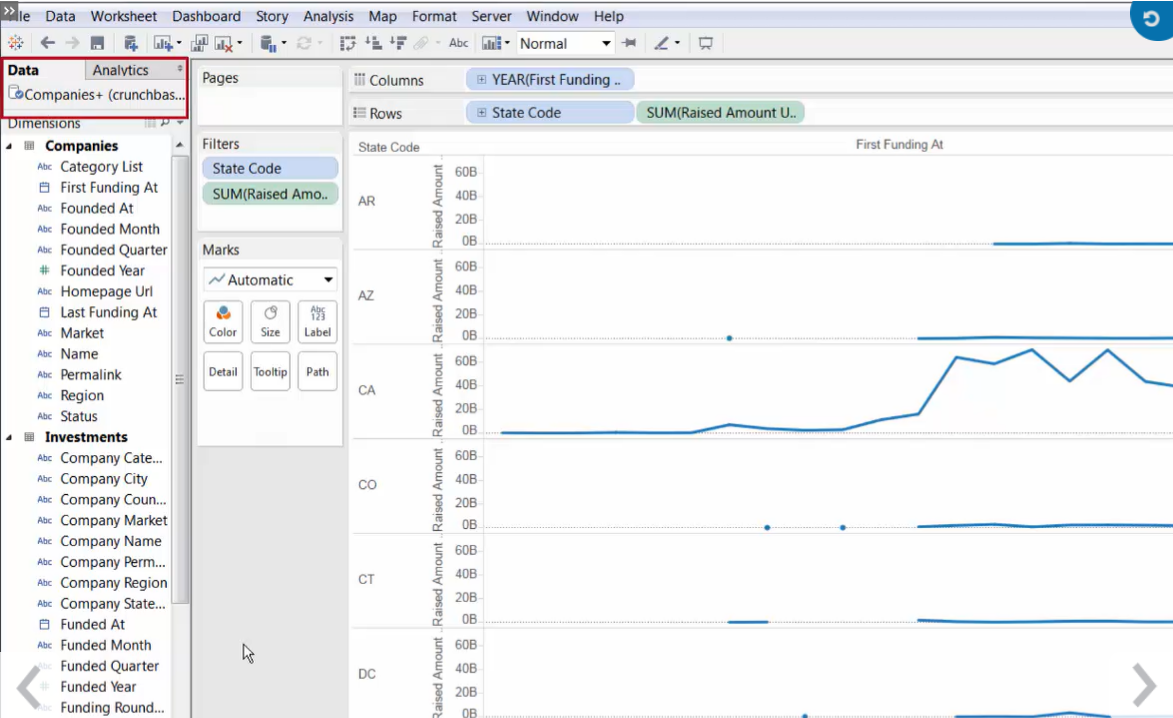 File Data Worksheet Dashboard Story Analysis Map Format Server Window Help
Abc Normal
Data Analytics
Companies+ (crunchbas...
Dimensions
Companies
Abc Category List
First Funding At
Abc Founded At
Abc Founded Month
Abc Founded Quarter
# Founded Year
Abc Homepage Url
Last Funding At
Abc Market
Abc Name
Abc Permalink
Abc Region
Abc Status
Investments
Abc Company Cate...
Abc Company City
Abc Company Coun...
Abc Company Market
Abc Company Name
Abc Company Perm...
Abc Company Region
Abc Company State...
Funded At
Abc Funded Month
Abc Funded Quarter
# Funded Year
Funding Round...
Pages
Filters
State Code
SUM(Raised Amo..
Marks
Automatic
Color Size Abc 123 Label
Detail Tooltip Path
Columns YEAR(First Funding ..
Rows State Code SUM(Raised Amount U..
State Code First Funding At
AR Raised Amount .. 60B 40B 20B 0B
AZ Raised Amount .. 60B 40B 20B 0B
CA Raised Amount .. 60B 40B 20B 0B
CO Raised Amount .. 60B 40B 20B 0B
CT Raised Amount .. 60B 40B 20B 0B
DC Raised Amount .. 60B 40B 20B 0B